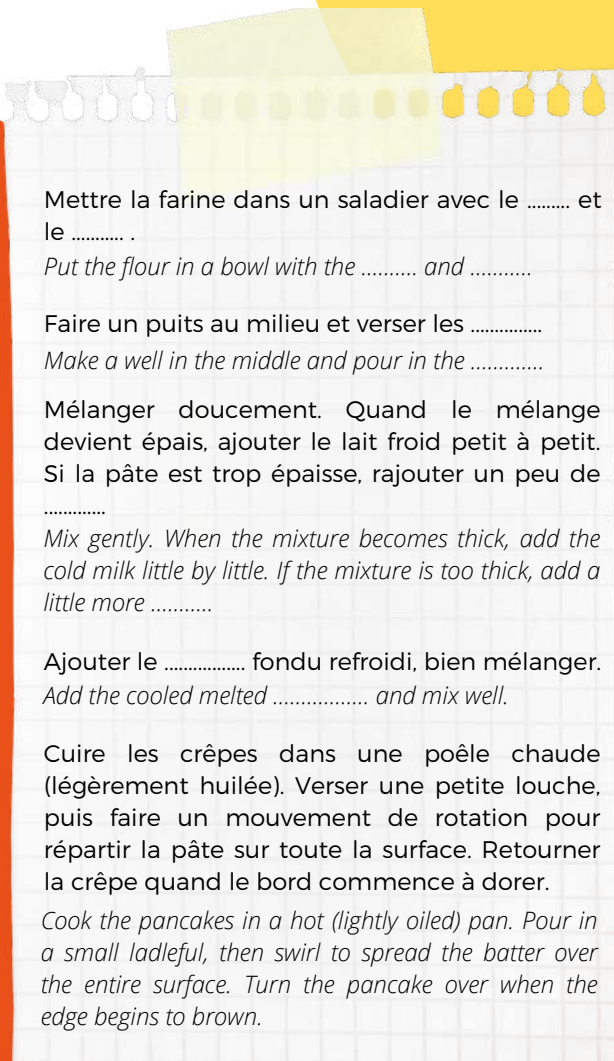 Mettre la farine dans un saladier avec le ......... et
le ........... .
Put the flour in a bowl with the .......... and ...........
Faire un puits au milieu et verser les ...............
Make a well in the middle and pour in the .............
Mélanger doucement. Quand le mélange
devient épais, ajouter le lait froid petit à petit.
Si la pâte est trop épaisse, rajouter un peu de
.............
Mix gently. When the mixture becomes thick, add the
cold milk little by little. If the mixture is too thick, add a
little more ...........
Ajouter le ................. fondu refroidi, bien mélanger.
Add the cooled melted ................. and mix well.
Cuire les crêpes dans une poêle chaude
(légèrement huilée). Verser une petite louche,
puis faire un mouvement de rotation pour
répartir la pâte sur toute la surface. Retourner
la crêpe quand le bord commence à dorer.
Cook the pancakes in a hot (lightly oiled) pan. Pour in
a small ladleful, then swirl to spread the batter over
the entire surface. Turn the pancake over when the
edge begins to brown.